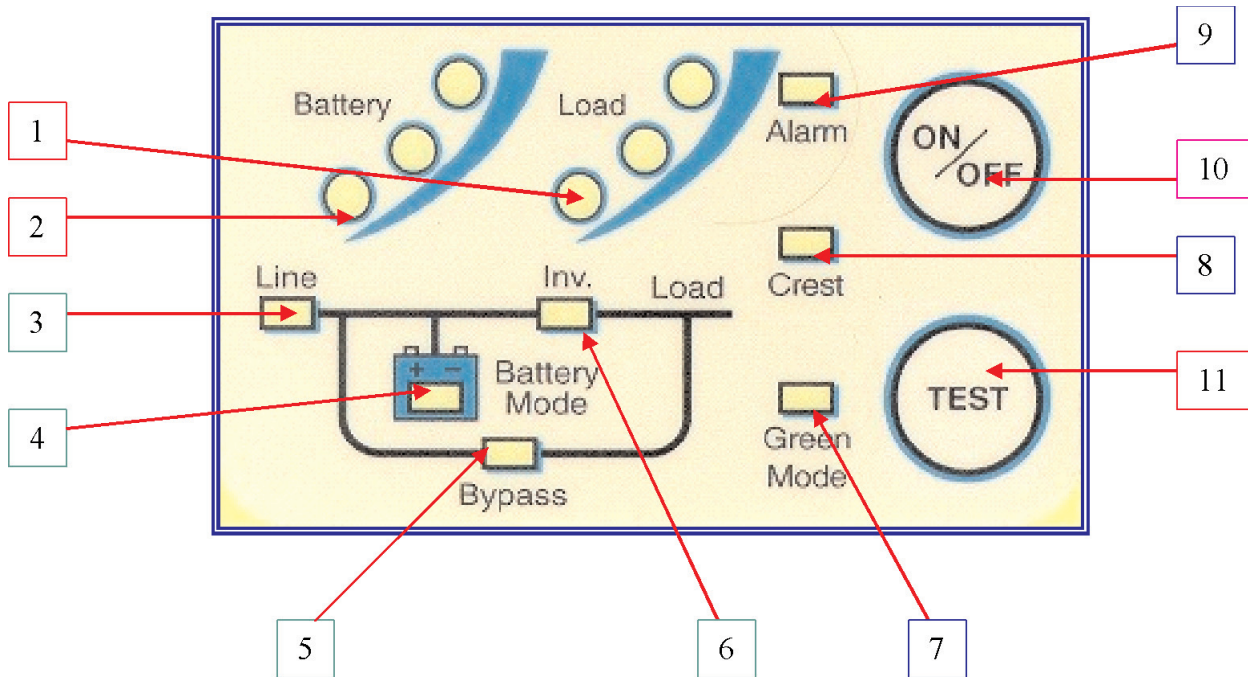 9
Battery
Load
1
Alarm
ON/OFF
10
2
Line
Inv.
Load
Crest
8
3
+ −
Battery
Mode
4
TEST
11
Green
Mode
Bypass
5
6
7